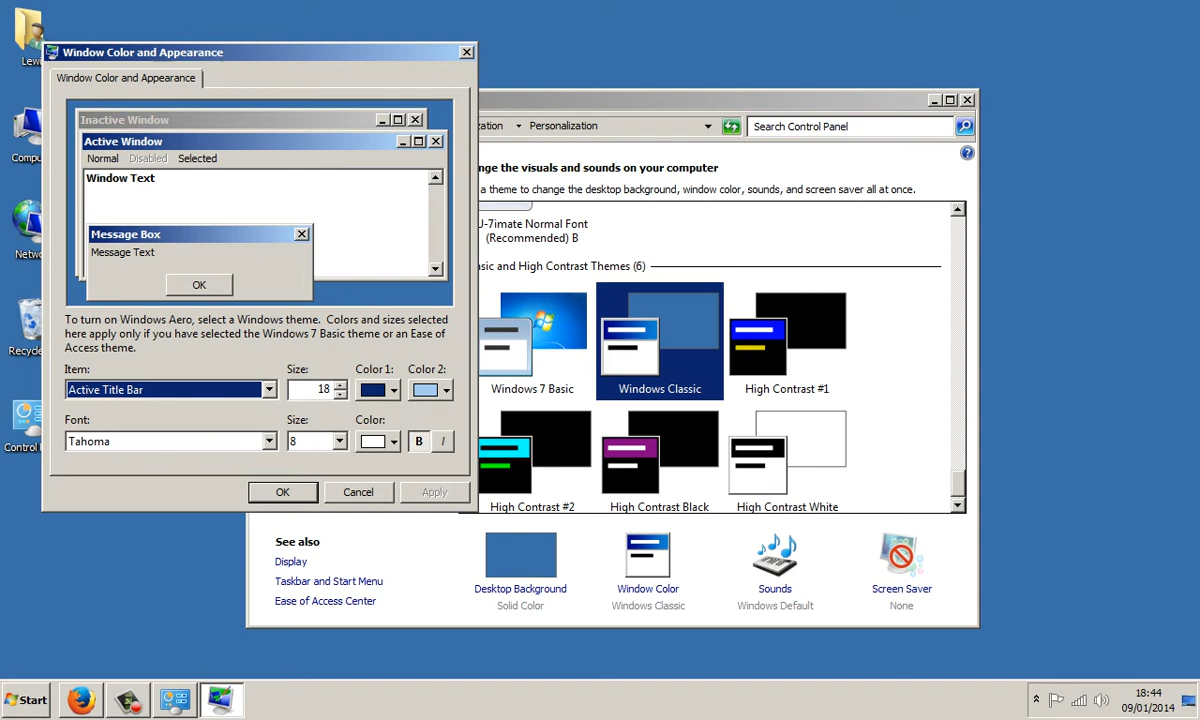 Window Color and Appearance
Window Color and Appearance
Inactive Window
Active Window
Normal Disabled Selected
Window Text
Message Box
Message Text
OK
To turn on Windows Aero, select a Windows theme. Colors and sizes selected
here apply only if you have selected the Windows 7 Basic theme or an Ease of
Access theme.
Item: Size: Color 1: Color 2:
Active Title Bar 18
Font: Size: Color:
Tahoma 8 B I
OK Cancel Apply
Personalization
Search Control Panel
nge the visuals and sounds on your computer
a theme to change the desktop background, window color, sounds, and screen saver all at once.
U-7imate Normal Font
(Recommended) B
asic and High Contrast Themes (6)
Windows 7 Basic Windows Classic High Contrast #1
High Contrast #2 High Contrast Black High Contrast White
See also
Display
Taskbar and Start Menu
Ease of Access Center
Desktop Background
Solid Color
Window Color
Windows Classic
Sounds
Windows Default
Screen Saver
None
Lewi
Compu
Netwo
Recycle
Control
Start
18:44
09/01/2014